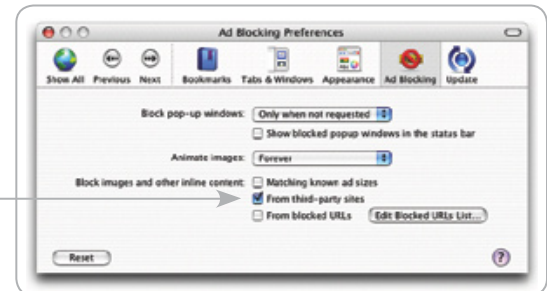 Ad Blocking Preferences
Show All Previous Next Bookmarks Tabs & Windows Appearance Ad Blocking Update
Block pop-up windows: Only when not requested
Show blocked popup windows in the status bar
Animate images: Forever
Block images and other inline content: Matching known ad sizes
From third-party sites
From blocked URLs Edit Blocked URLs List...
Reset ?